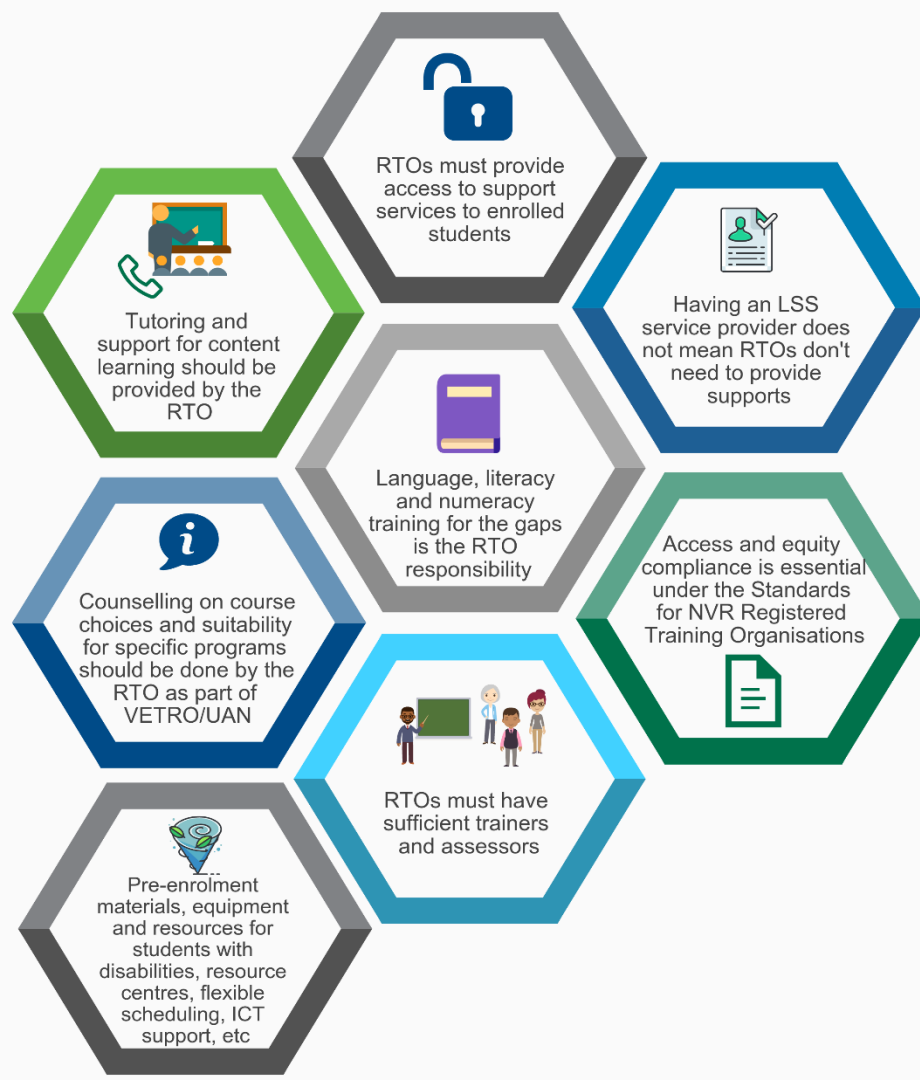 RTOs must provide
access to support
services to enrolled
students
Tutoring and
support for content
learning should be
provided by the
RTO
Having an LSS
service provider does
not mean RTOs don't
need to provide
supports
Language, literacy
and numeracy
training for the gaps
is the RTO
responsibility
Counselling on course
choices and suitability
for specific programs
should be done by the
RTO as part of
VETRO/UAN
Access and equity
compliance is essential
under the Standards
for NVR Registered
Training Organisations
RTOs must have
sufficient trainers
and assessors
Pre-enrolment
materials, equipment
and resources for
students with
disabilities, resource
centres, flexible
scheduling, ICT
support, etc